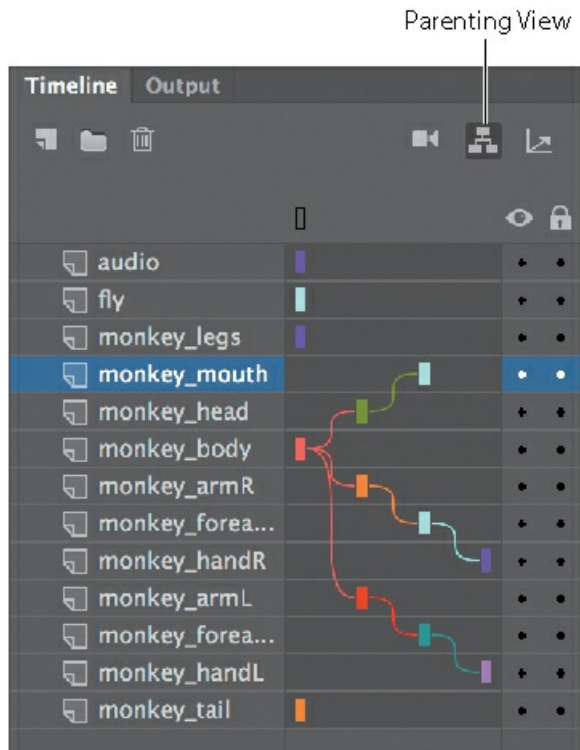 Parenting View
Timeline Output
audio
fly
monkey_legs
monkey_mouth
monkey_head
monkey_body
monkey_armR
monkey_forea...
monkey_handR
monkey_armL
monkey_forea...
monkey_handL
monkey_tail